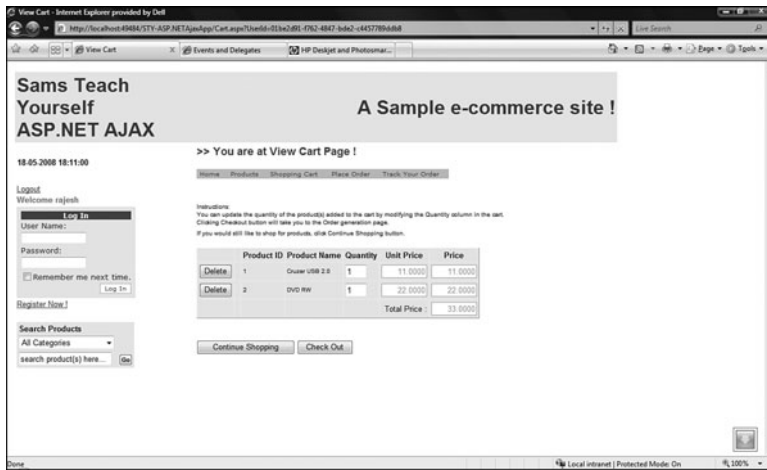 View Cart - Internet Explorer provided by Dell
http://localhost:49484/STY-ASP.NETAjaxApp/Cart.aspx?UserId=01be2d91-f762-4847-bde2-c4457789ddb8
Live Search
View Cart
Events and Delegates
HP Deskjet and Photosmar...
Page
Tools
Sams Teach
Yourself
ASP.NET AJAX
A Sample e-commerce site !
18-05-2008 18:11:00
>> You are at View Cart Page !
Home Products Shopping Cart Place Order Track Your Order
Logout
Welcome rajesh
Log In
User Name:
Password:
Remember me next time.
Log In
Register Now !
Search Products
All Categories
search product(s) here...
Go
Instructions:
You can update the quantity of the product(s) added to the cart by modifying the Quantity column in the cart.
Clicking Checkout button will take you to the Order generation page.
If you would still like to shop for products, click Continue Shopping button.
Product ID Product Name Quantity Unit Price Price
Delete 1 Cruzer USB 2.0 1 11.0000 11.0000
Delete 2 DVD RW 1 22.0000 22.0000
Total Price : 33.0000
Continue Shopping Check Out
Done
Local intranet | Protected Mode: On
100%